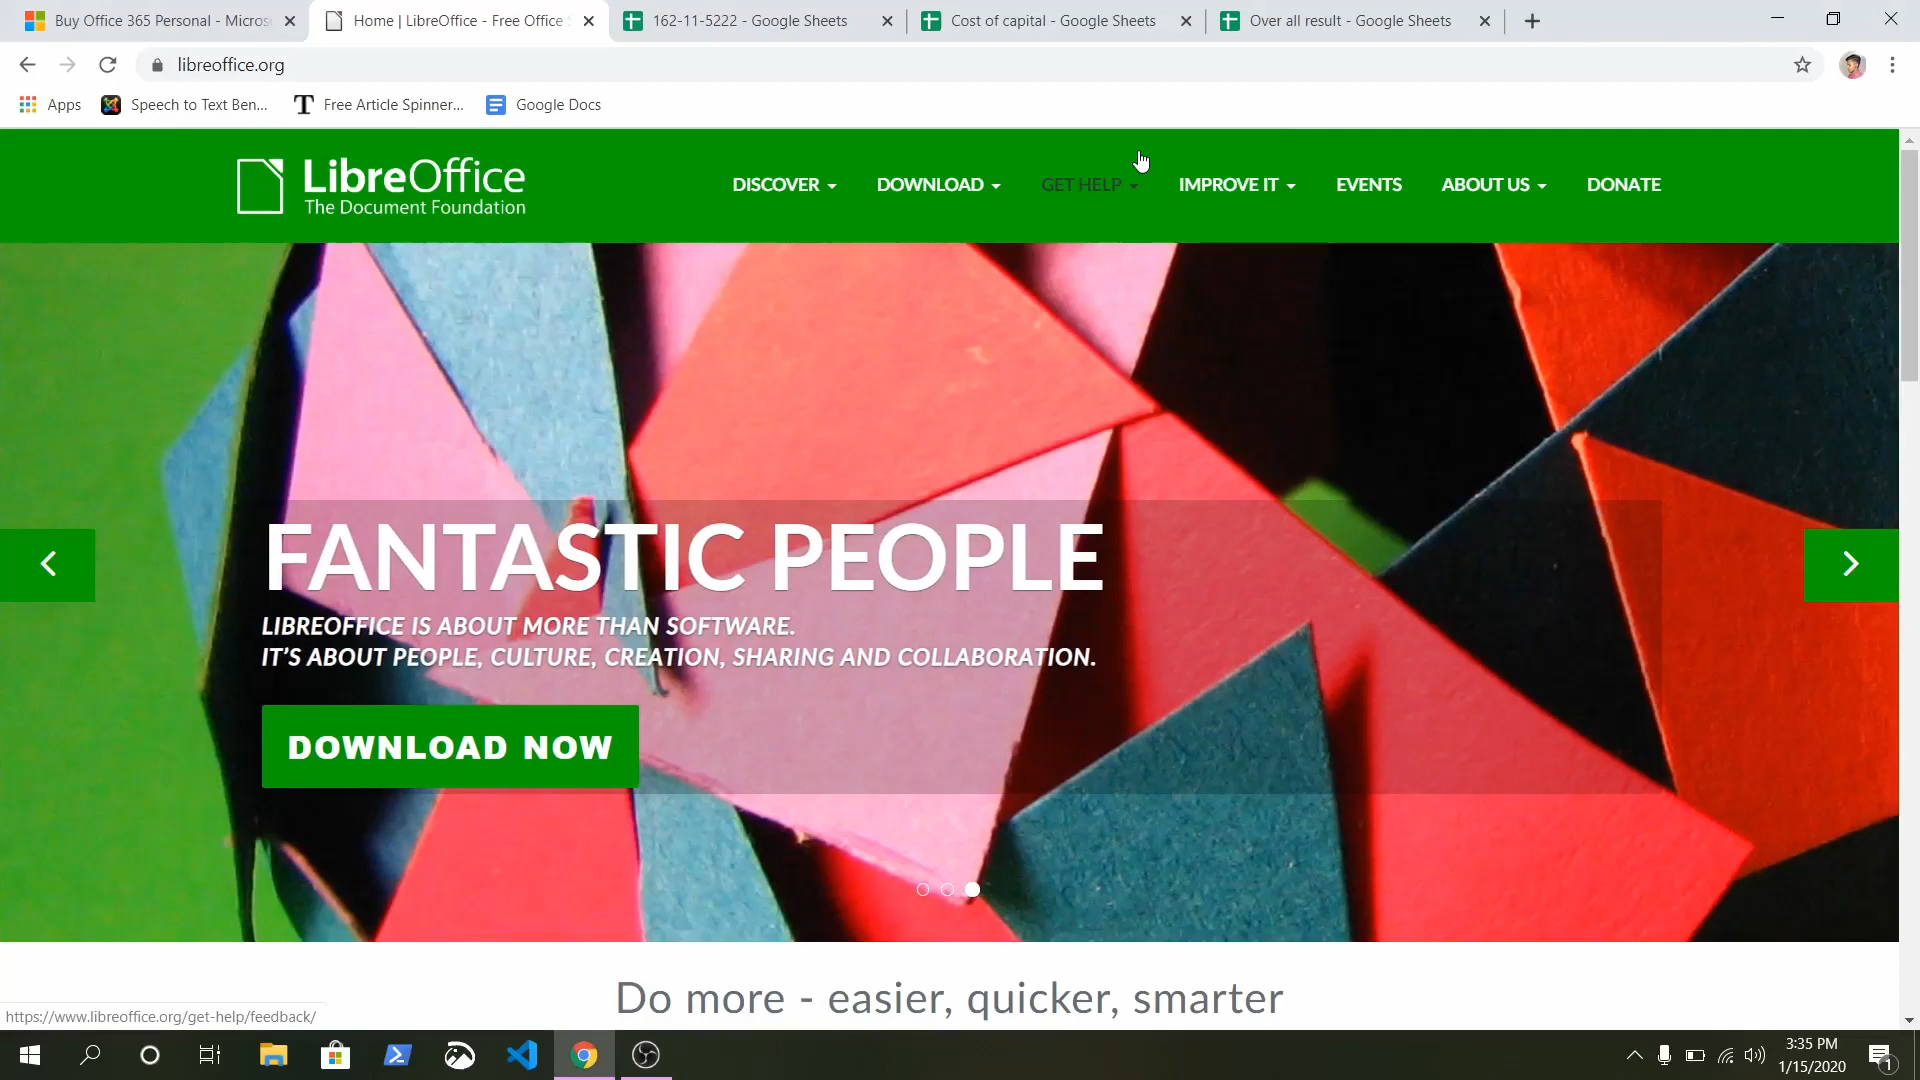 Buy Office 365 Personal - Micros
Home | LibreOffice - Free Office S
162-11-5222 - Google Sheets
Cost of capital - Google Sheets
Over all result - Google Sheets
libreoffice.org
Apps
Speech to Text Ben...
Free Article Spinner...
Google Docs
LibreOffice
The Document Foundation
DISCOVER
DOWNLOAD
GET HELP
IMPROVE IT
EVENTS
ABOUT US
DONATE
FANTASTIC PEOPLE
LIBREOFFICE IS ABOUT MORE THAN SOFTWARE.
IT'S ABOUT PEOPLE, CULTURE, CREATION, SHARING AND COLLABORATION.
DOWNLOAD NOW
Do more - easier, quicker, smarter
https://www.libreoffice.org/get-help/feedback/
3:35 PM
1/15/2020
1